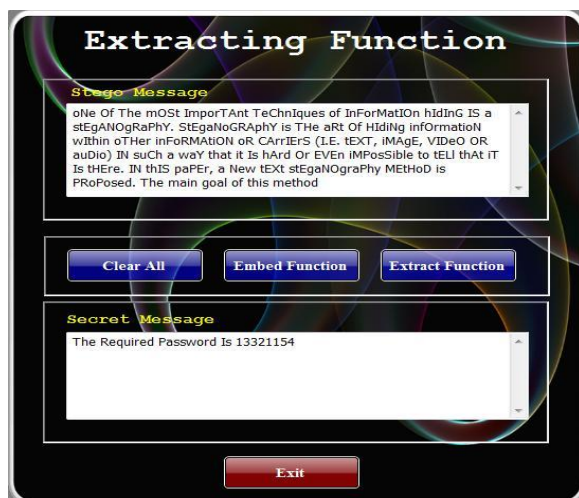 Extracting Function
Stego Message
oNe Of The mOSt ImporTAnt TeChnIques of InForMatIOn hIdInG IS a
stEgANOgRaPhY. StEgaNoGRAphY is THe aRt Of HIdiNg infOrmatioN
wIthin oTHer inFoRMAtiON oR CArrIErS (I.E. tEXT, iMAgE, VIDeO OR
auDio) IN suCh a waY that it Is hArd Or EVEn iMPosSible to tELl thAt iT
Is tHEre. IN thIS paPEr, a New tEXt stEgaNOgraPhy MEtHoD is
PRoPosed. The main goal of this method
Clear All Embed Function Extract Function
Secret Message
The Required Password Is 13321154
Exit